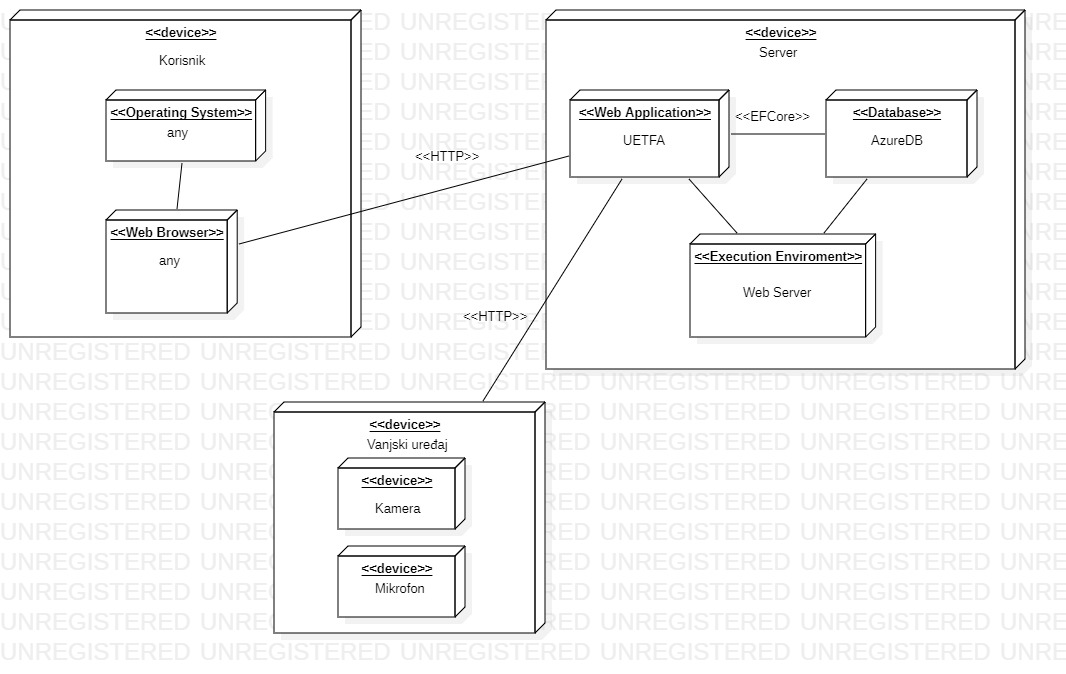 <<device>>
Korisnik
<<Operating System>>
any
<<Web Browser>>
any
<<HTTP>>
<<device>>
Server
<<Web Application>>
UETFA
<<EFCore>>
<<Database>>
AzureDB
<<Execution Enviroment>>
Web Server
<<HTTP>>
<<device>>
Vanjski uređaj
<<device>>
Kamera
<<device>>
Mikrofon
UNREGISTERED UNREGISTERED UNREGISTERED UNREGISTERED UNREGISTERED UNRE